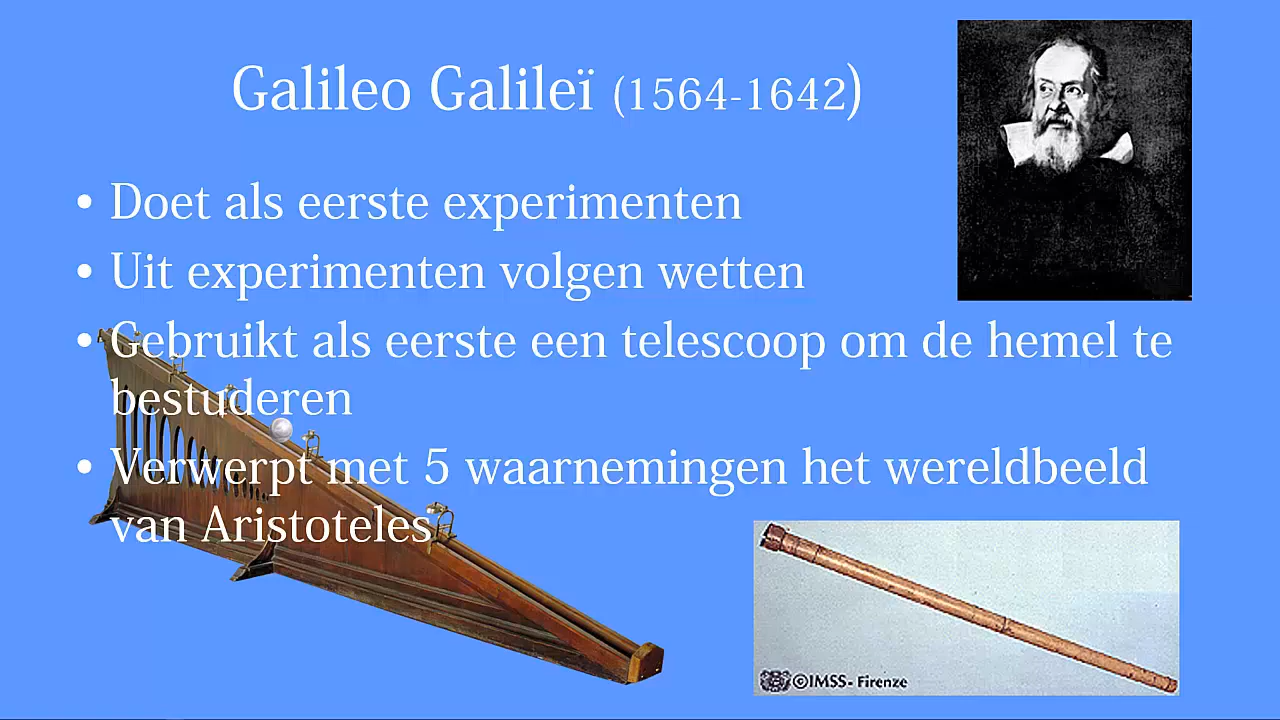 Galileo Galileï (1564-1642)
• Doet als eerste experimenten
• Uit experimenten volgen wetten
• Gebruikt als eerste een telescoop om de hemel te
bestuderen
• Verwerpt met 5 waarnemingen het wereldbeeld
van Aristoteles
©IMSS - Firenze